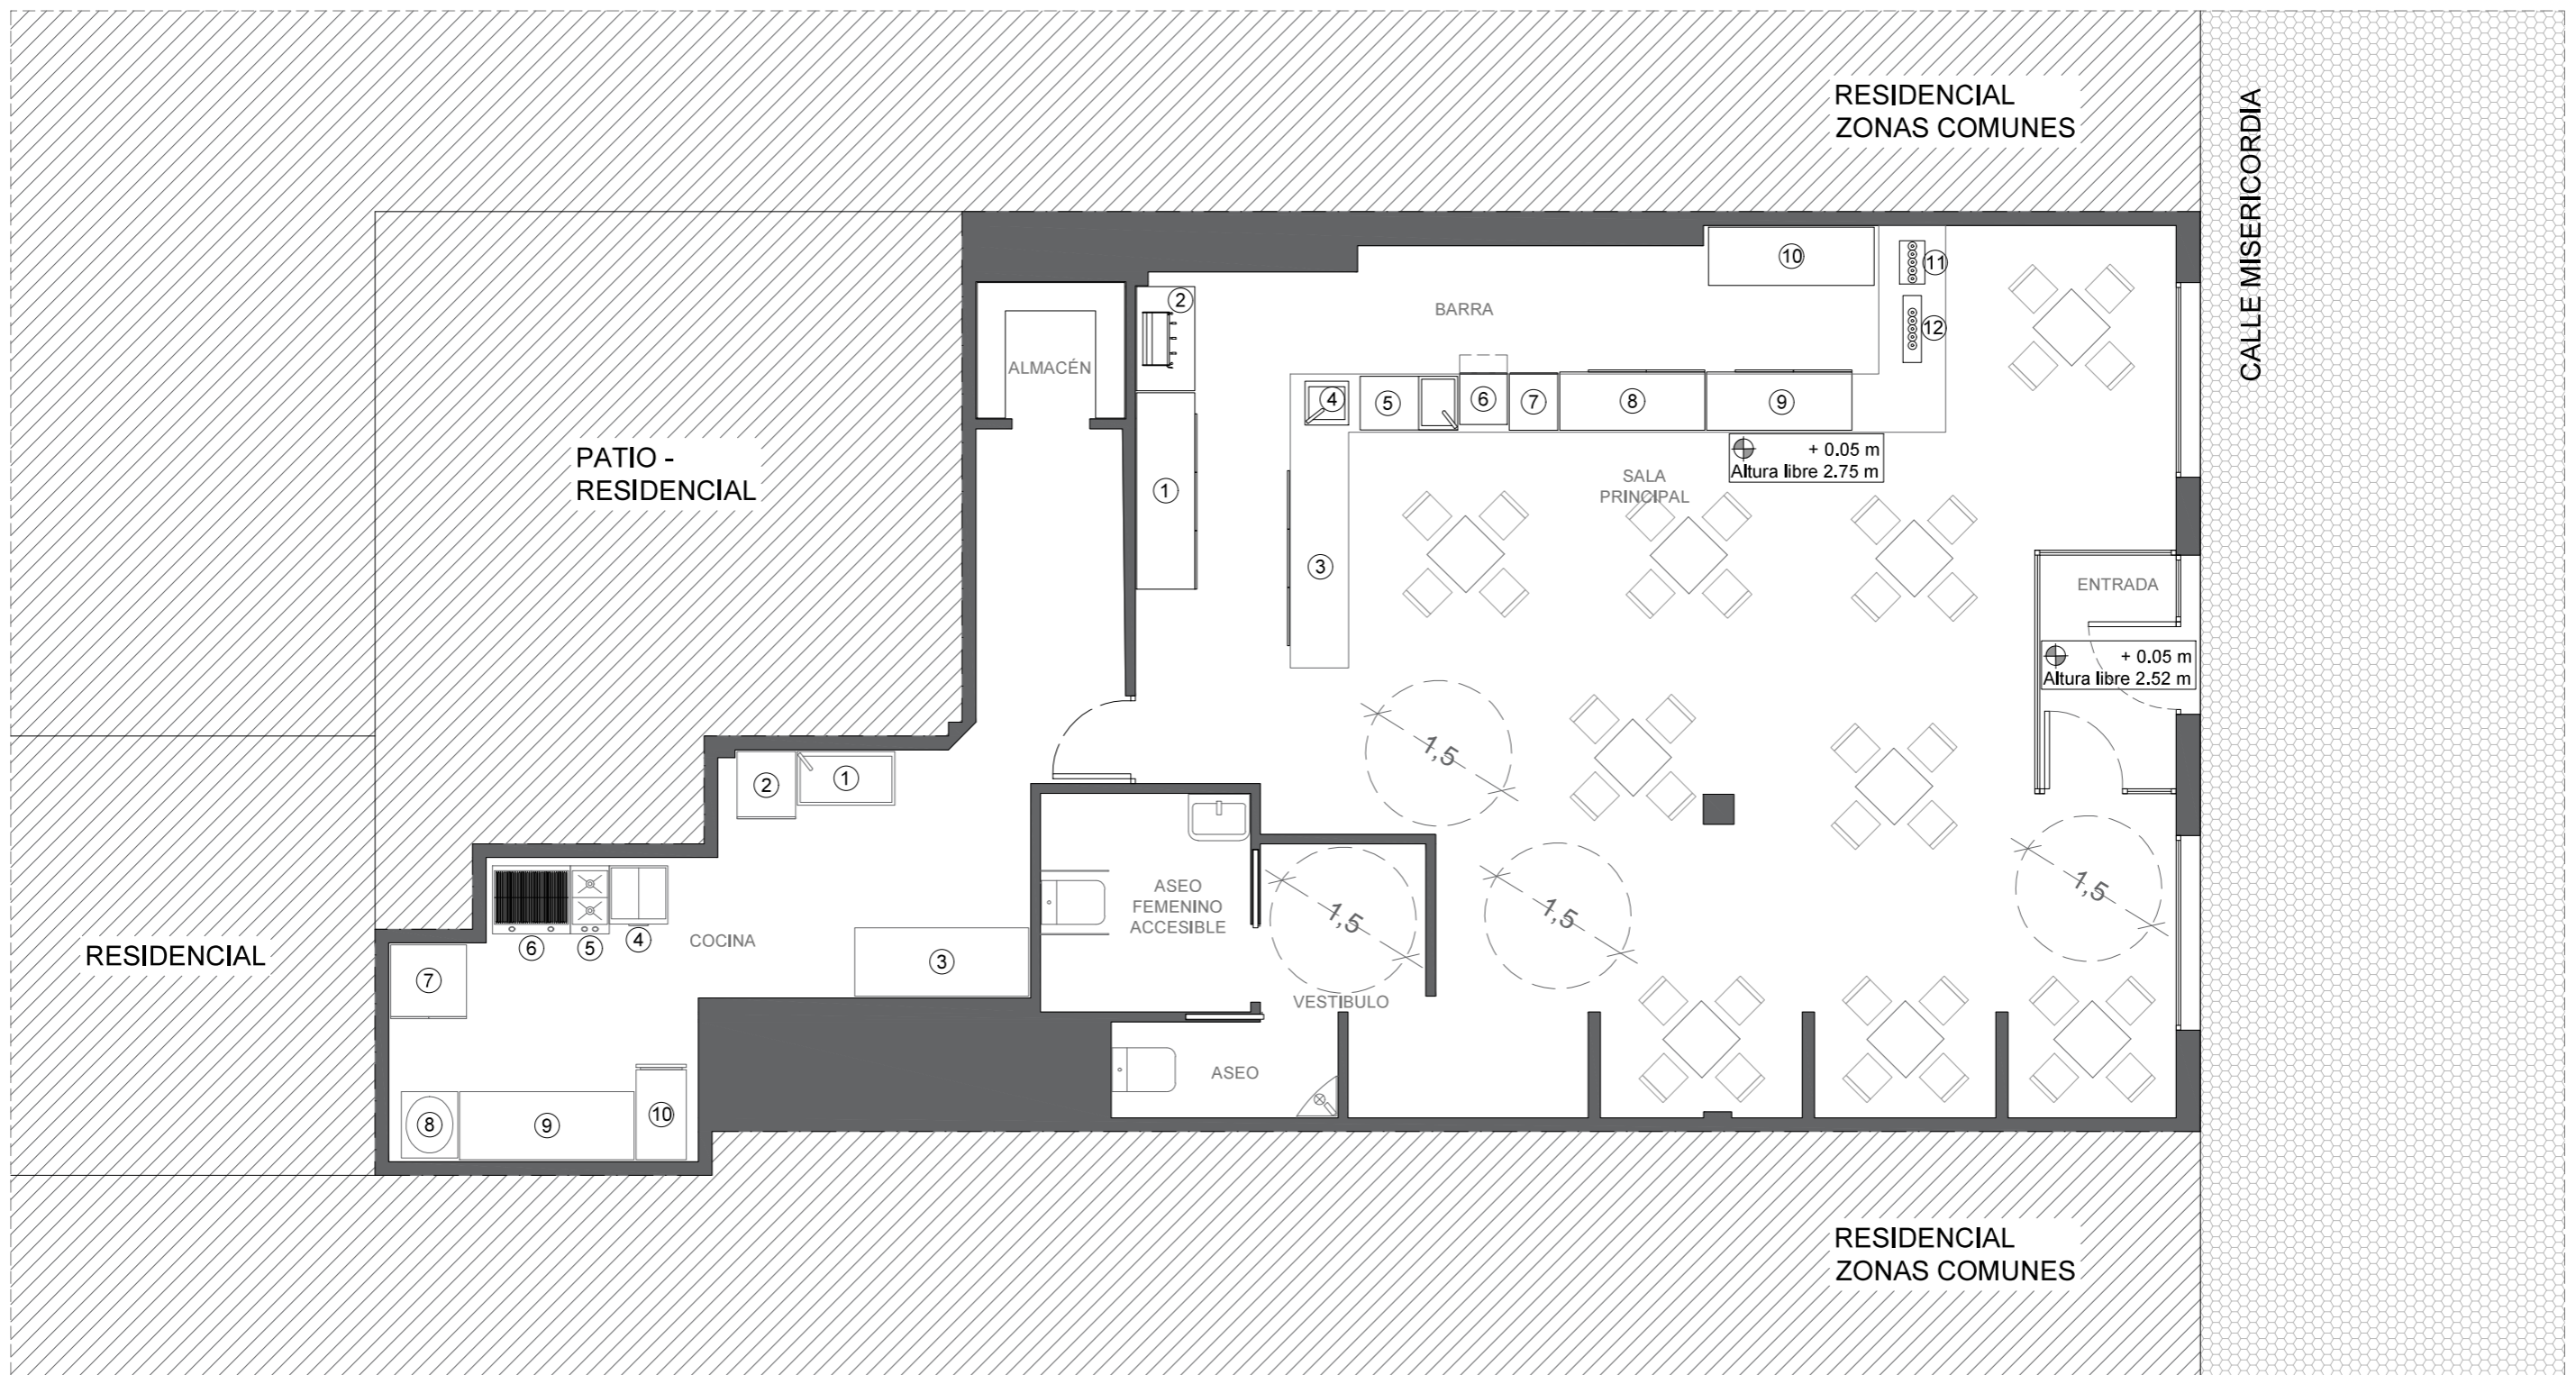 RESIDENCIAL
ZONAS COMUNES
CALLE MISERICORDIA
10
11
12
2
BARRA
ALMACÉN
4
5
6
7
8
9
+ 0.05 m
Altura libre 2.75 m
PATIO -
RESIDENCIAL
SALA
PRINCIPAL
1
3
ENTRADA
+ 0.05 m
Altura libre 2.52 m
1,5
2
1
ASEO
FEMENINO
ACCESIBLE
1,5
1,5
1,5
6
5
4
COCINA
3
RESIDENCIAL
7
VESTIBULO
ASEO
8
9
10
RESIDENCIAL
ZONAS COMUNES